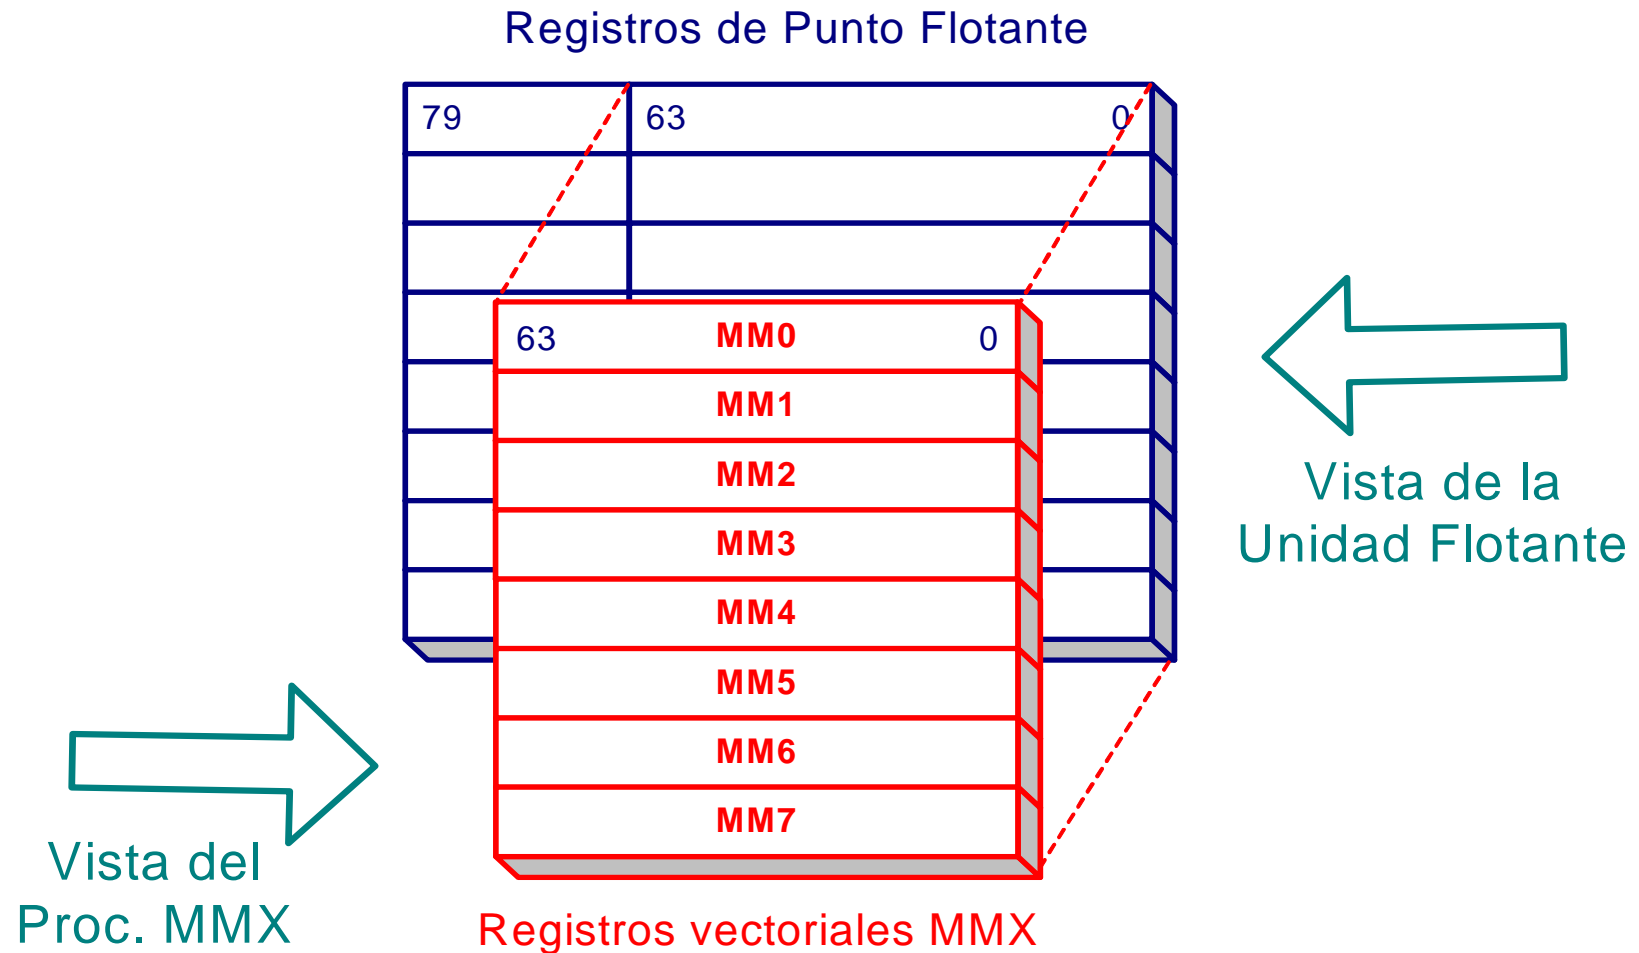 Registros de Punto Flotante
79 63 0
63 MM0 0
MM1
MM2
MM3
MM4
MM5
MM6
MM7
Vista de la
Unidad Flotante
Vista del
Proc. MMX
Registros vectoriales MMX